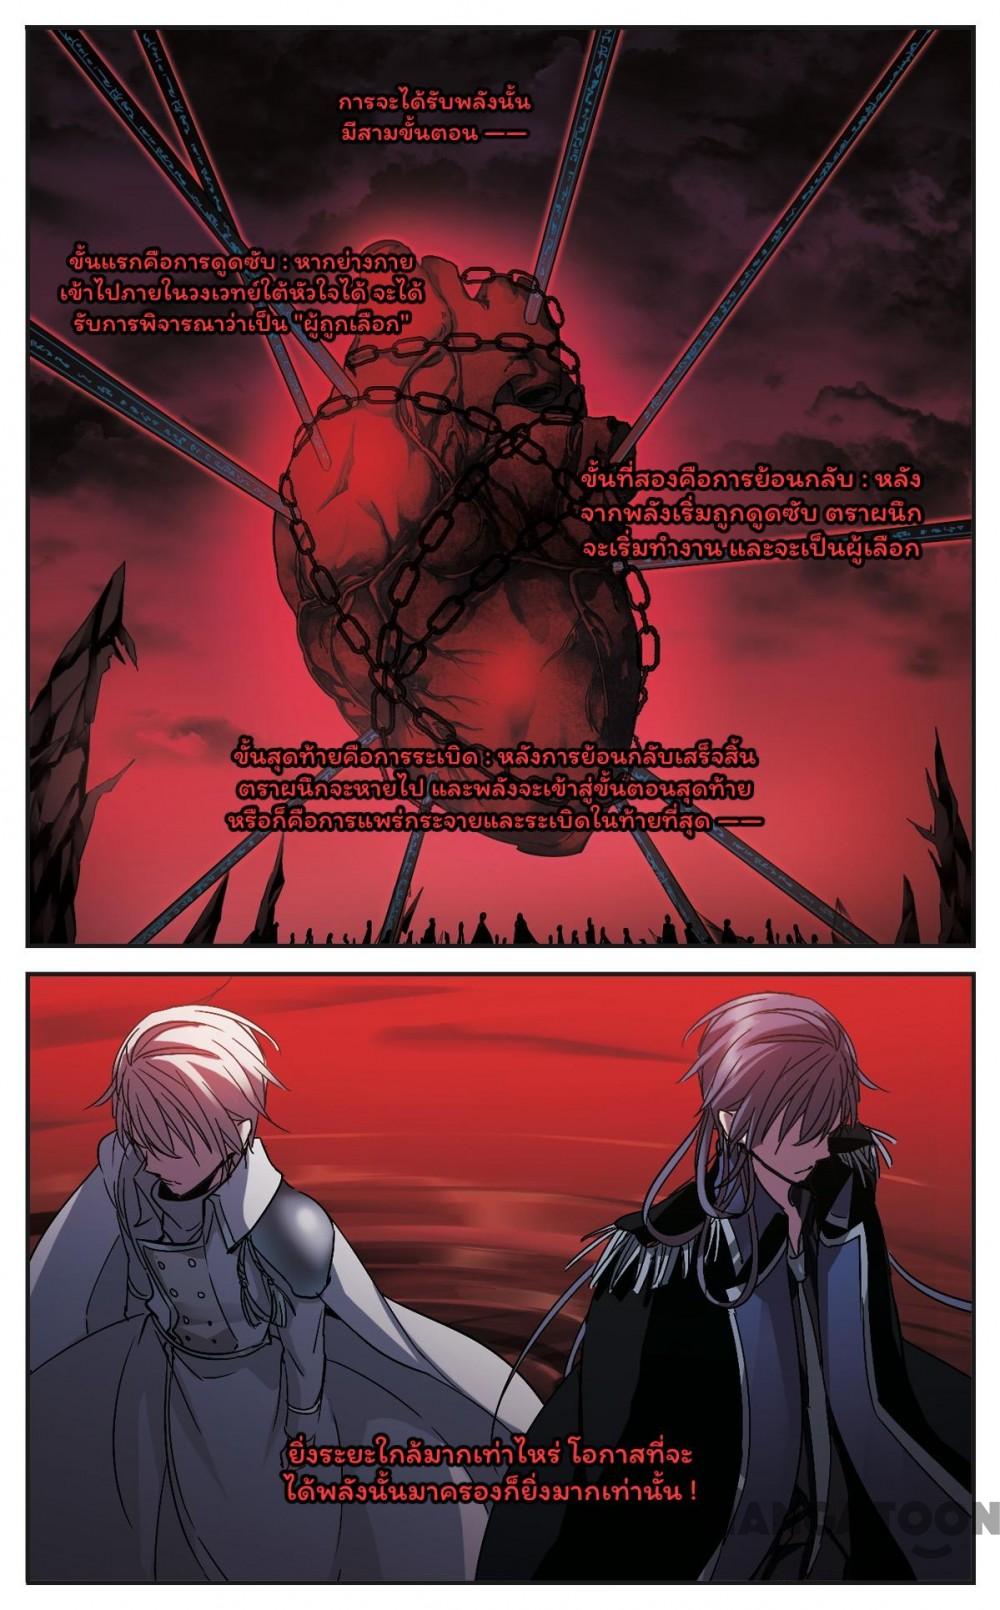 การจะได้รับพลังนั้น
มีสามขั้นตอน ——
ขั้นแรกคือการดูดซับ : หากย่างกาย
เข้าไปภายในวงเวทย์ใต้หัวใจได้ จะได้
รับการพิจารณาว่าเป็น "ผู้ถูกเลือก"
ขั้นที่สองคือการย้อนกลับ : หลัง
จากพลังเริ่มถูกดูดซับ ตราผนึก
จะเริ่มทำงาน และจะเป็นผู้เลือก
ขั้นสุดท้ายคือการระเบิด : หลังการย้อนกลับเสร็จสิ้น
ตราผนึกจะหายไป และพลังจะเข้าสู่ขั้นตอนสุดท้าย
หรือก็คือการแพร่กระจายและระเบิดในท้ายที่สุด ——
ยิ่งระยะใกล้มากเท่าไหร่ โอกาสที่จะ
ได้พลังนั้นมาครองก็ยิ่งมากเท่านั้น !
MANGATOON